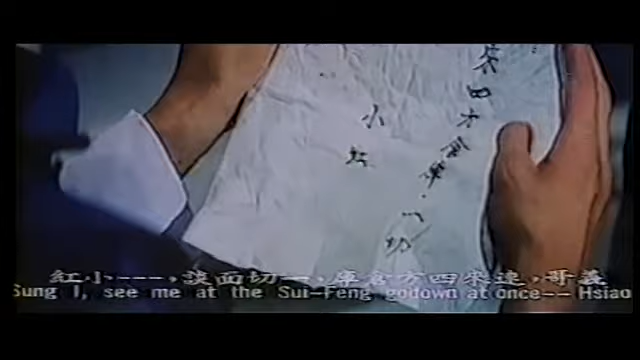 來四方倉庫．一切
小紅
義哥，速來四方倉庫，一切面談，----小紅
Sung I, see me at the Sui-Feng godown at once-- Hsiao